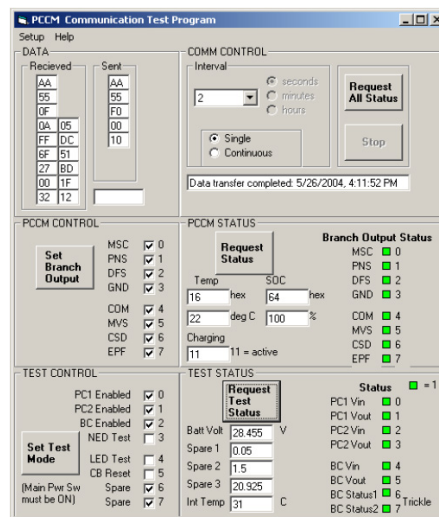 PCCM Communication Test Program
Setup Help
DATA
Recieved Sent
AA AA
55 55
0F F0
0A 05 00
FF DC 10
6F 51
27 BD
00 1F
32 12
COMM CONTROL
Interval
2
seconds
minutes
hours
Single
Continuous
Request All Status
Stop
Data transfer completed: 5/26/2004, 4:11:52 PM
PCCM CONTROL
Set Branch Output
MSC 0
PNS 1
DFS 2
GND 3
COM 4
MVS 5
CSD 6
EPF 7
PCCM STATUS
Request Status
Temp SOC
16 hex 64 hex
22 deg C 100 %
Charging
11 11 = active
Branch Output Status
MSC 0
PNS 1
DFS 2
GND 3
COM 4
MVS 5
CSD 6
EPF 7
TEST CONTROL
PC1 Enabled 0
PC2 Enabled 1
BC Enabled 2
NED Test 3
LED Test 4
CB Reset 5
Spare 6
Spare 7
Set Test Mode
(Main Pwr Sw must be ON)
TEST STATUS
Request Test Status
Batt Volt 28.455 V
Spare 1 0.05
Spare 2 1.5
Spare 3 20.925
Int Temp 31 C
Status = 1
PC1 Vin 0
PC1 Vout 1
PC2 Vin 2
PC2 Vout 3
BC Vin 4
BC Vout 5
BC Status1 6
BC Status2 7 Trickle